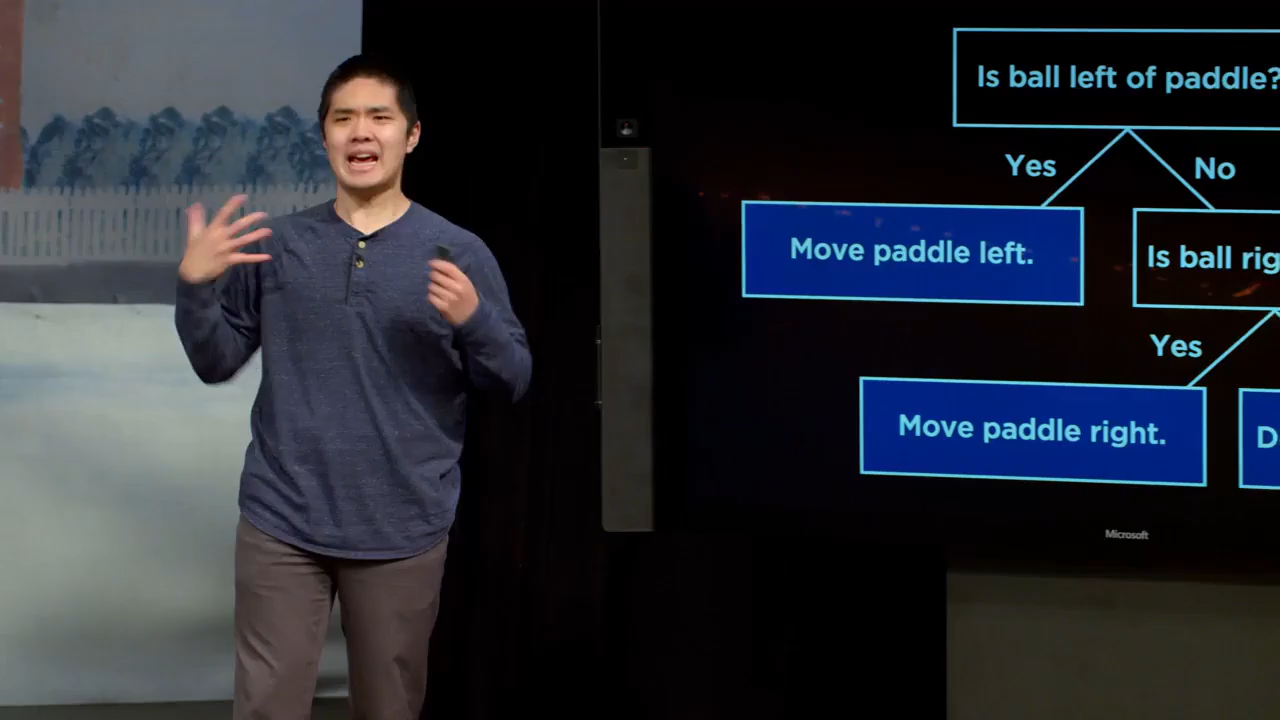 Is ball left of paddle?
Yes
No
Move paddle left.
Is ball rig
Yes
Move paddle right.
D
Microsoft